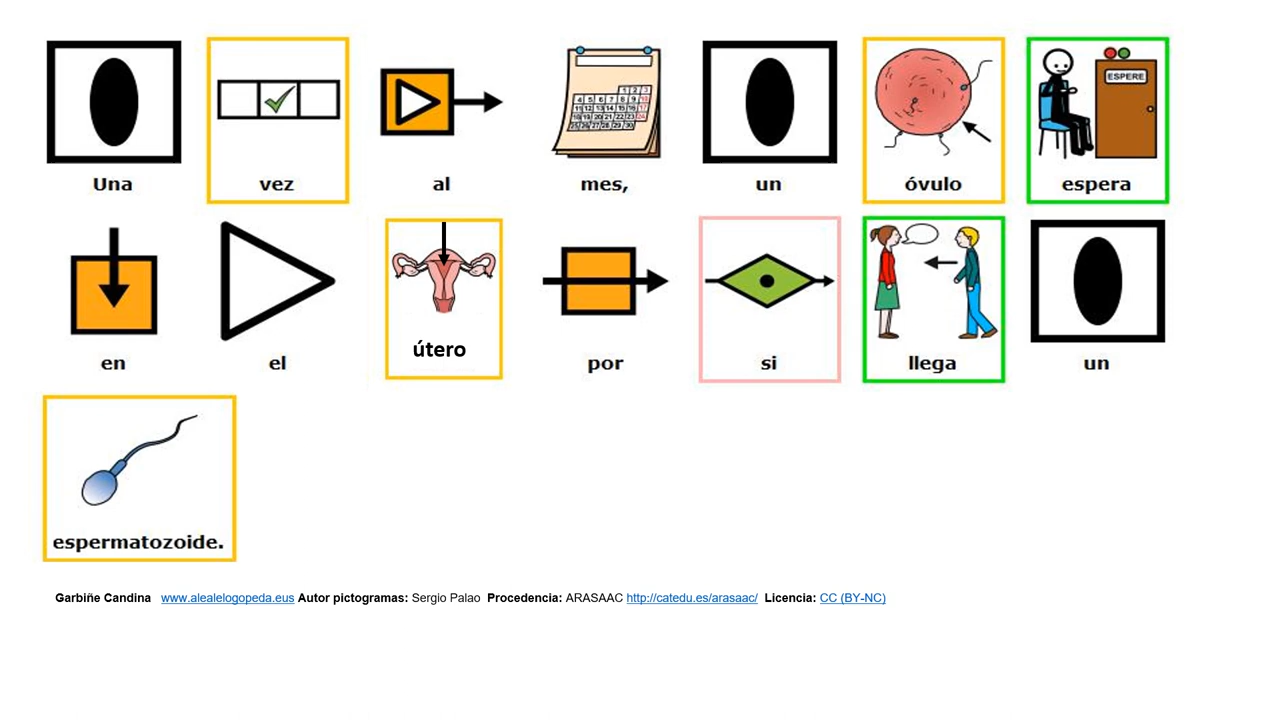 ESPERE
Una vez al mes, un óvulo espera
en el útero por si llega un
espermatozoide.
Garbiñe Candina www.alealelogopeda.eus Autor pictogramas: Sergio Palao Procedencia: ARASAAC http://catedu.es/arasaac/ Licencia: CC (BY-NC)